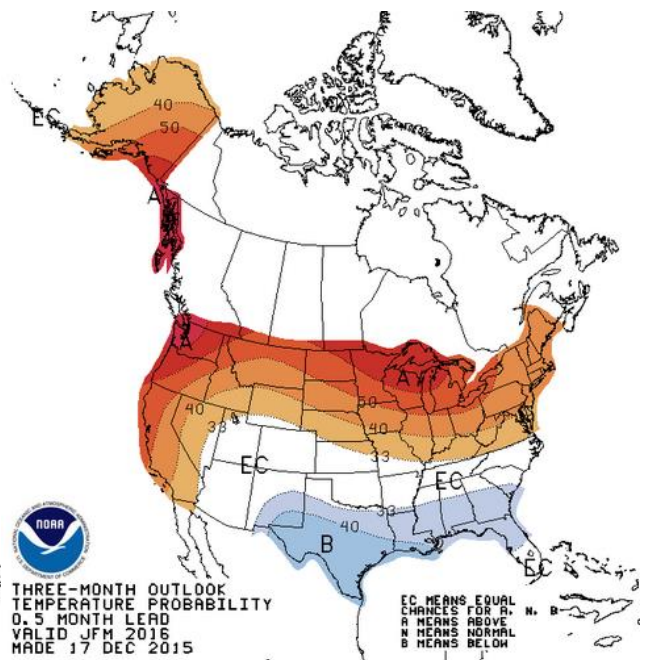 EC
40
50
A
A
A
50
40
40
33
33
EC
EC
33
40
B
EC
NOAA
THREE-MONTH OUTLOOK
TEMPERATURE PROBABILITY
0.5 MONTH LEAD
VALID JFM 2016
MADE 17 DEC 2015
EC MEANS EQUAL
CHANCES FOR A, N, B
A MEANS ABOVE
N MEANS NORMAL
B MEANS BELOW